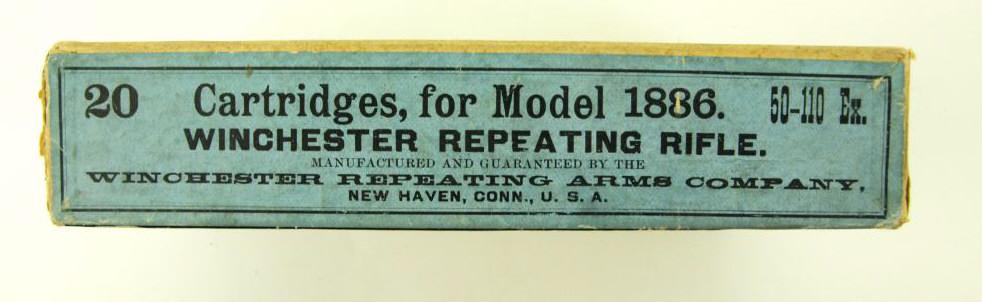 20 Cartridges, for Model 1886. 50-110 Ex.
WINCHESTER REPEATING RIFLE.
MANUFACTURED AND GUARANTEED BY THE
WINCHESTER REPEATING ARMS COMPANY,
NEW HAVEN, CONN., U. S. A.